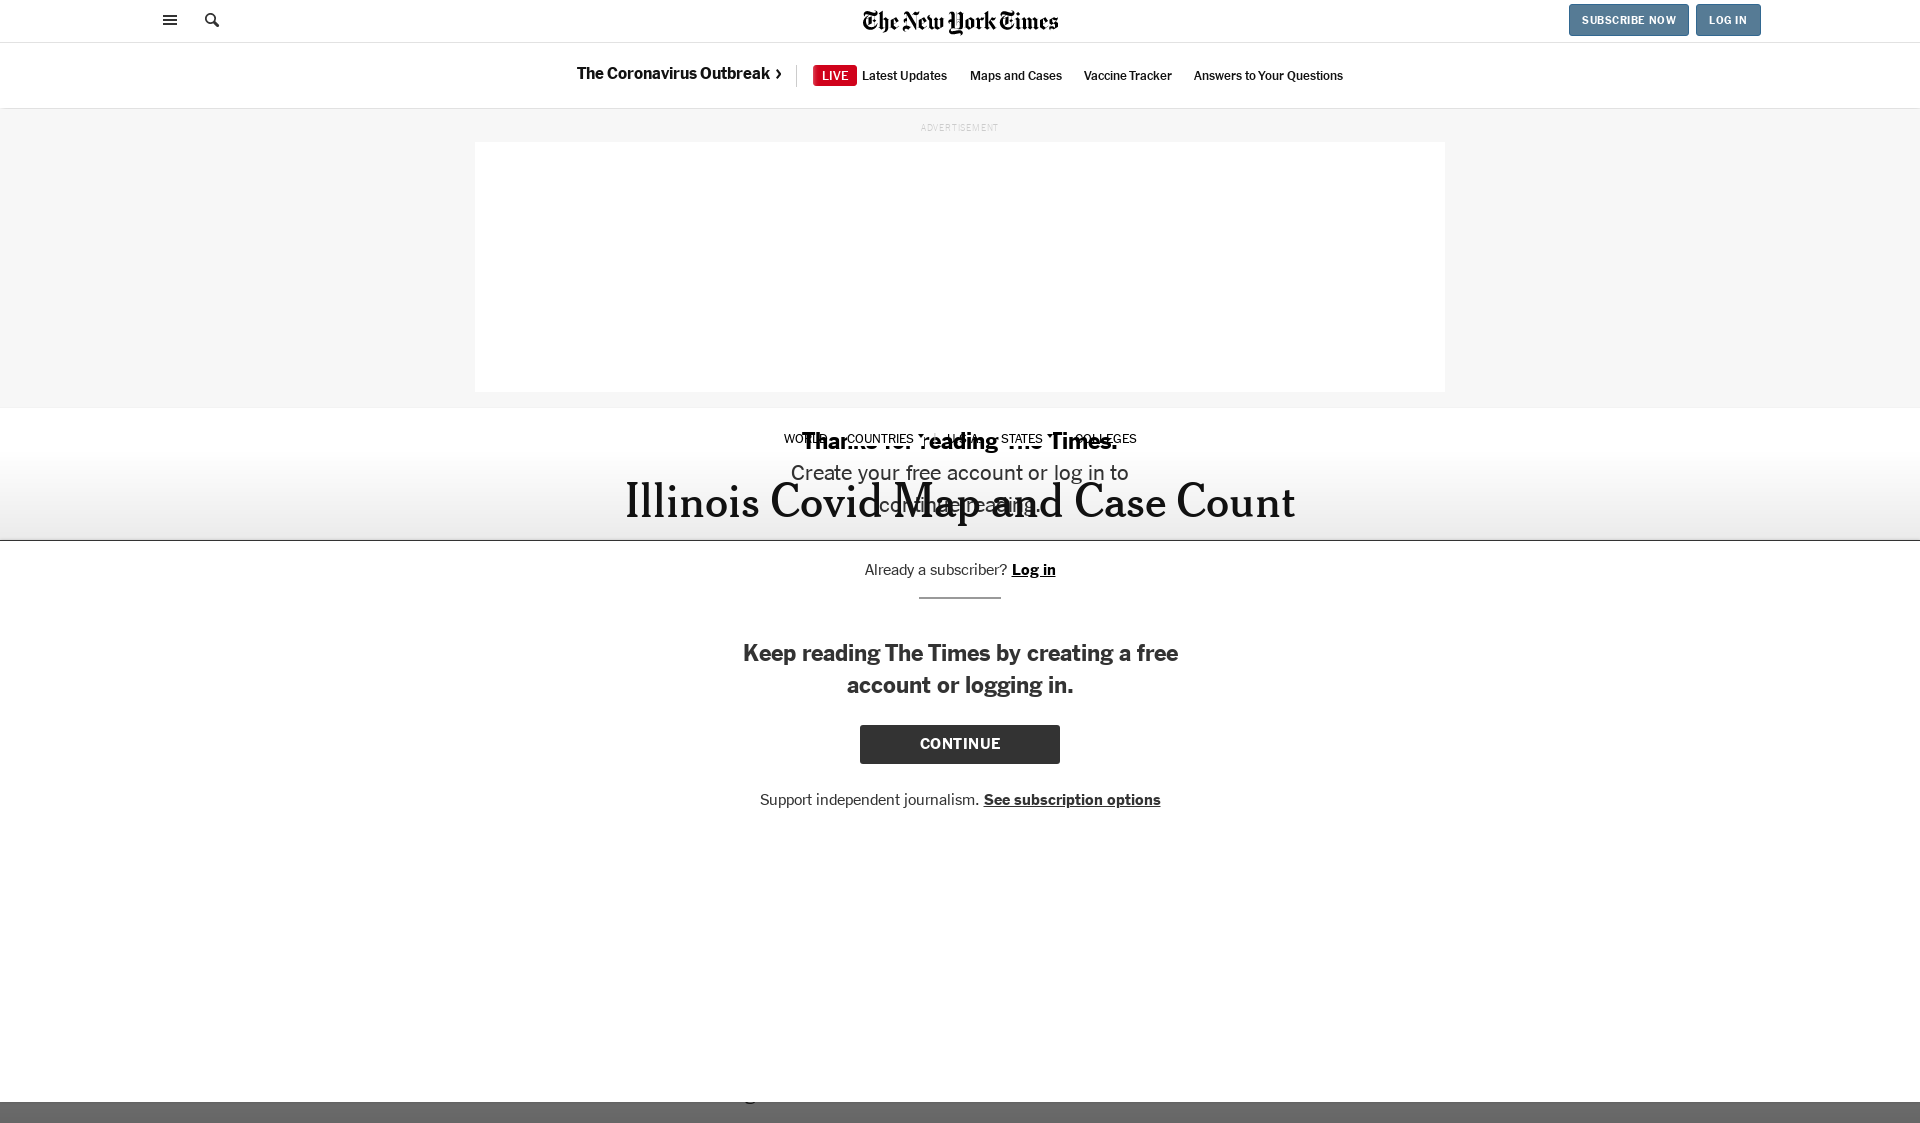 The New York Times
SUBSCRIBE NOW
LOG IN
The Coronavirus Outbreak ›
LIVE Latest Updates
Maps and Cases
Vaccine Tracker
Answers to Your Questions
ADVERTISEMENT
WORLD COUNTRIES U.S.A. STATES COLLEGES
Thanks for reading The Times.
Create your free account or log in to
continue reading.
Illinois Covid Map and Case Count
Already a subscriber? Log in
Keep reading The Times by creating a free
account or logging in.
CONTINUE
Support independent journalism. See subscription options